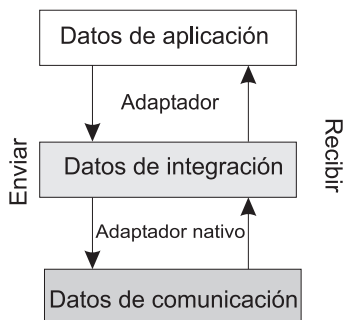 Datos de aplicación
Adaptador
Enviar
Datos de integración
Recibir
Adaptador nativo
Datos de comunicación